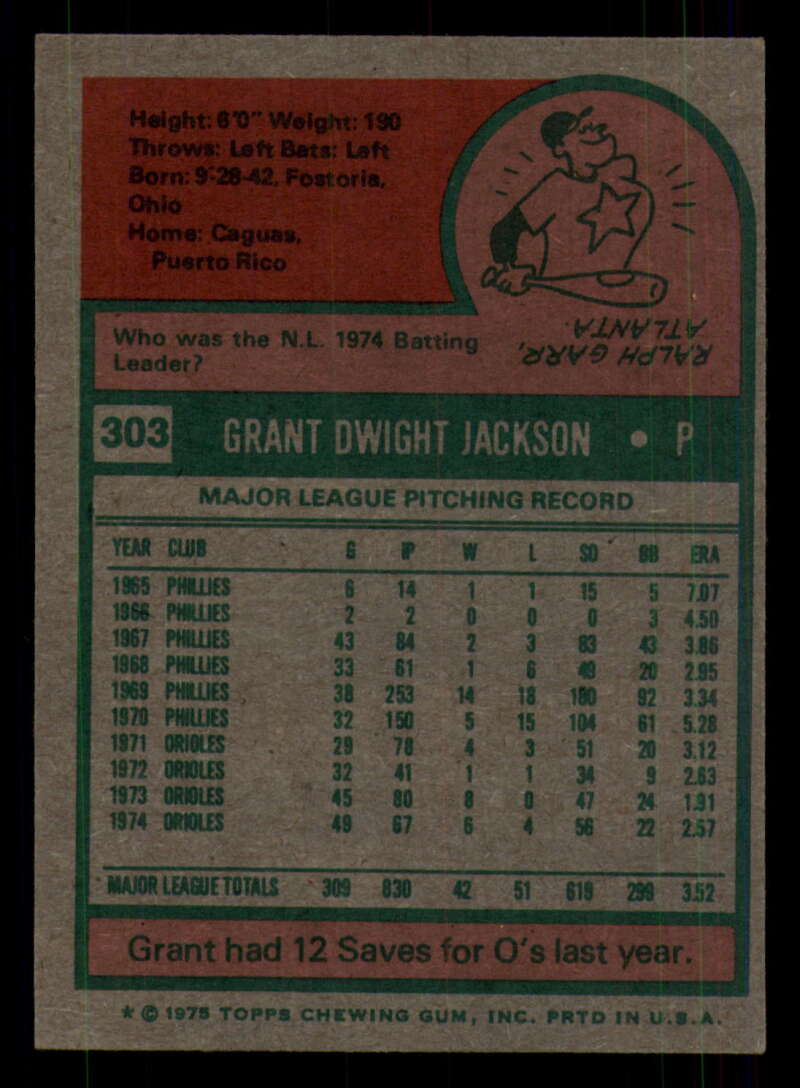 Height: 6'0" Weight: 190
Throws: Left Bats: Left
Born: 9-28-42, Fostoria,
Ohio
Home: Caguas,
Puerto Rico
Who was the N.L. 1974 Batting
Leader?
RALPH GARR,
ATLANTA.
303 GRANT DWIGHT JACKSON • P
MAJOR LEAGUE PITCHING RECORD
YEAR CLUB G IP W L SO BB ERA
1965 PHILLIES 6 14 1 1 15 5 7.07
1966 PHILLIES 2 2 0 0 0 3 4.50
1967 PHILLIES 43 84 2 3 83 43 3.86
1968 PHILLIES 33 61 1 6 49 20 2.95
1969 PHILLIES 38 253 14 18 180 92 3.34
1970 PHILLIES 32 150 5 15 104 61 5.28
1971 ORIOLES 29 78 4 3 51 20 3.12
1972 ORIOLES 32 41 1 1 34 9 2.63
1973 ORIOLES 45 80 8 0 47 24 1.91
1974 ORIOLES 49 67 6 4 56 22 2.57
MAJOR LEAGUE TOTALS 309 830 42 51 619 299 3.52
Grant had 12 Saves for O's last year.
* © 1975 TOPPS CHEWING GUM, INC. PRTD IN U.S.A.